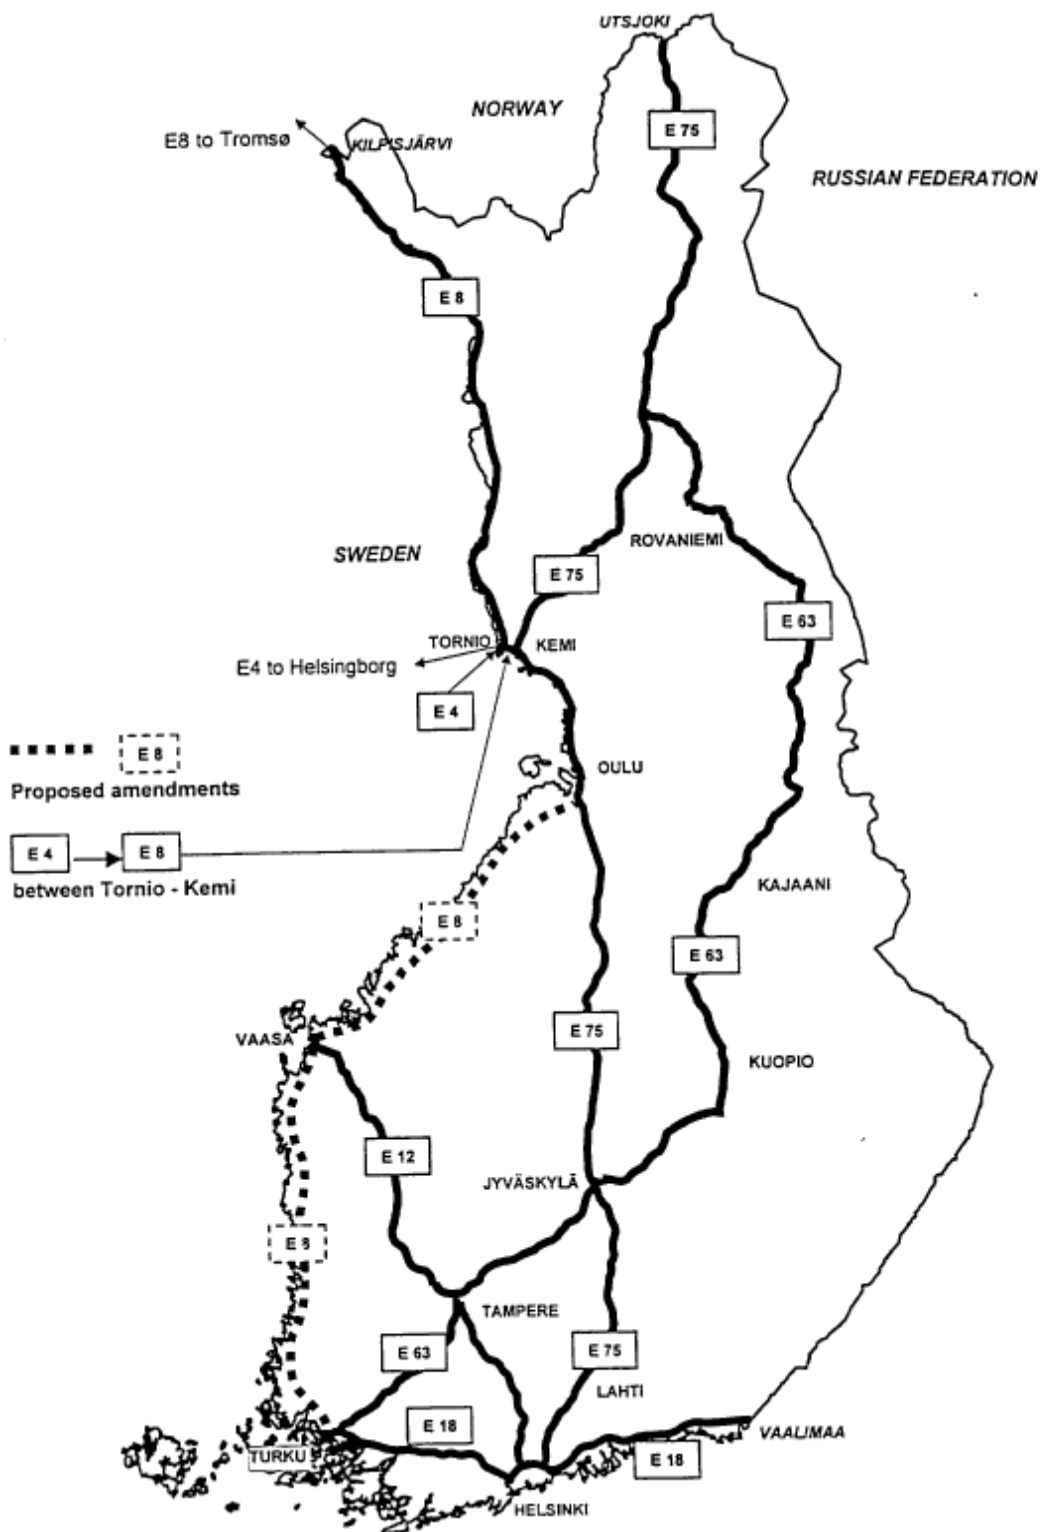 UTSJOKI
NORWAY
E 75
E8 to Tromsø
KILPISJÄRVI
RUSSIAN FEDERATION
E 8
ROVANIEMI
SWEDEN
E 75
E 63
TORNIO
KEMI
E4 to Helsingborg
E 4
E 8
OULU
Proposed amendments
E 4
E 8
between Tornio - Kemi
KAJAANI
E 8
E 63
E 75
VAASA
KUOPIO
E 12
JYVÄSKYLÄ
E 8
TAMPERE
E 63
E 75
LAHTI
E 18
VAALIMAA
TURKU
E 18
HELSINKI